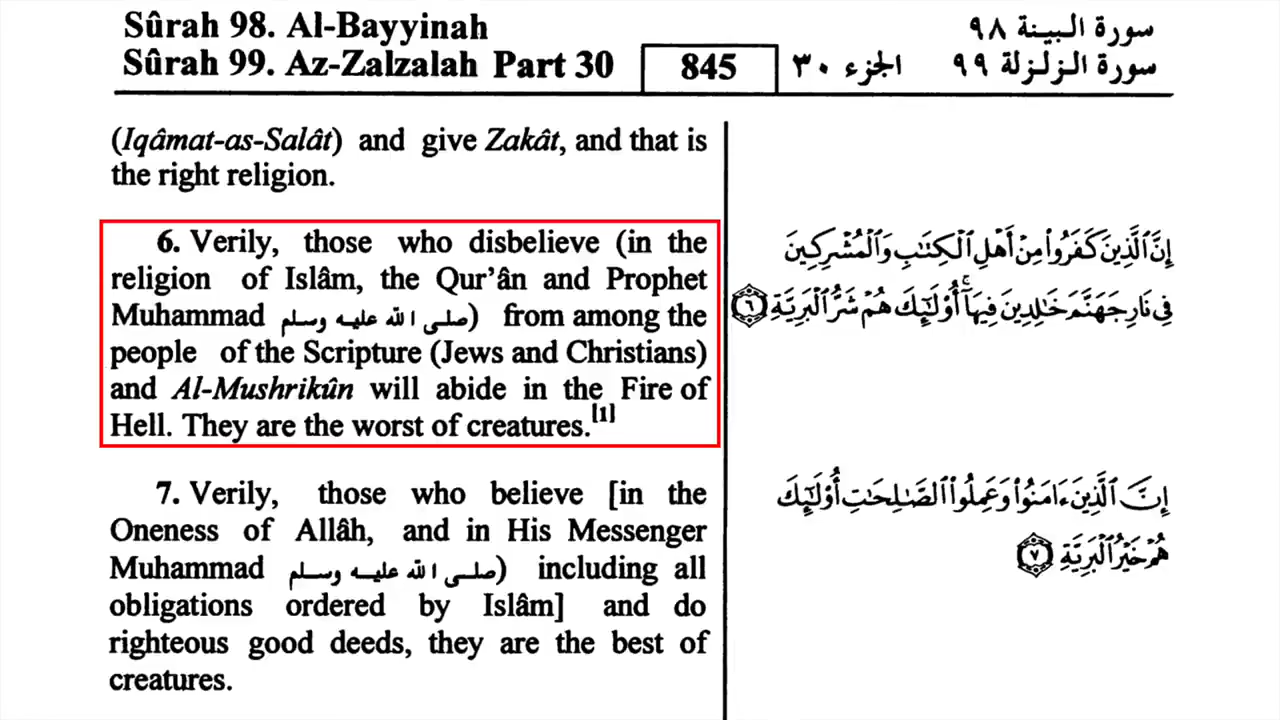 Sûrah 98. Al-Bayyinah
سورة البينة ٩٨
Sûrah 99. Az-Zalzalah Part 30
845
الجزء ٣٠
سورة الزلزلة ٩٩
(Iqâmat-as-Salât) and give Zakât, and that is
the right religion.
6. Verily, those who disbelieve (in the
religion of Islâm, the Qur’ân and Prophet
Muhammad صلى الله عليه وسلم) from among the
people of the Scripture (Jews and Christians)
and Al-Mushrikûn will abide in the Fire of
Hell. They are the worst of creatures.[1]
إِنَّ ٱلَّذِينَ كَفَرُوا۟ مِنْ أَهْلِ ٱلْكِتَٰبِ وَٱلْمُشْرِكِينَ
فِى نَارِ جَهَنَّمَ خَٰلِدِينَ فِيهَآ ۚ أُو۟لَٰٓئِكَ هُمْ شَرُّ ٱلْبَرِيَّةِ ٦
7. Verily, those who believe [in the
Oneness of Allâh, and in His Messenger
Muhammad صلى الله عليه وسلم) including all
obligations ordered by Islâm] and do
righteous good deeds, they are the best of
creatures.
إِنَّ ٱلَّذِينَ ءَامَنُوا۟ وَعَمِلُوا۟ ٱلصَّٰلِحَٰتِ أُو۟لَٰٓئِكَ
هُمْ خَيْرُ ٱلْبَرِيَّةِ ٧